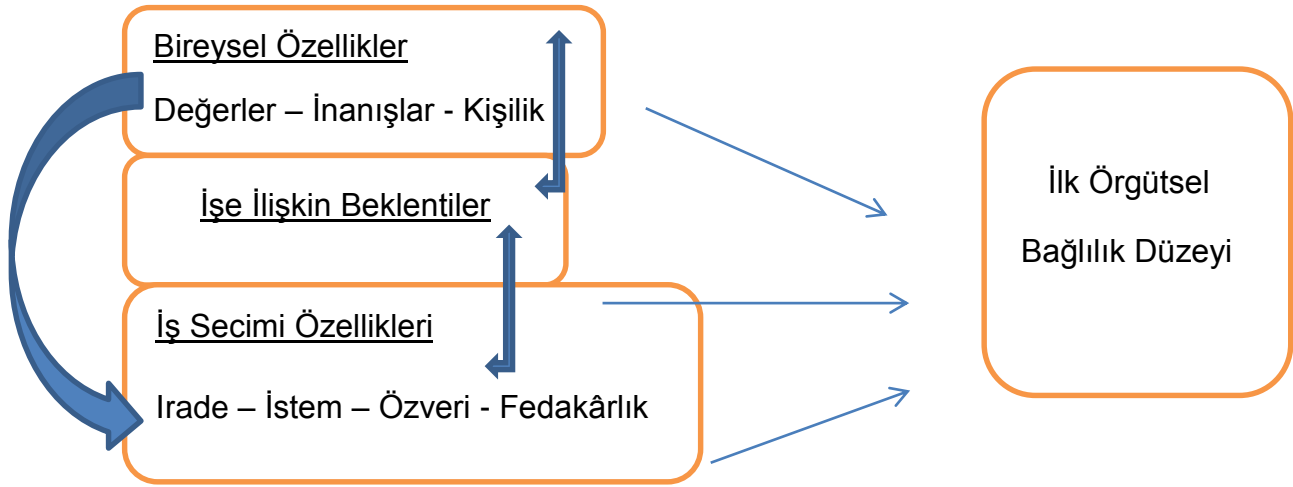 Bireysel Özellikler
Değerler – İnanışlar - Kişilik
İşe İlişkin Beklentiler
İş Secimi Özellikleri
Irade – İstem – Özveri - Fedakârlık
İlk Örgütsel
Bağlılık Düzeyi